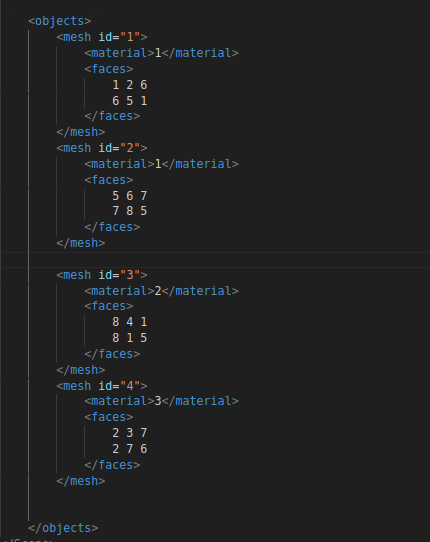 <objects>
<mesh id="1">
<material>1</material>
<faces>
1 2 6
6 5 1
</faces>
</mesh>
<mesh id="2">
<material>1</material>
<faces>
5 6 7
7 8 5
</faces>
</mesh>
<mesh id="3">
<material>2</material>
<faces>
8 4 1
8 1 5
</faces>
</mesh>
<mesh id="4">
<material>3</material>
<faces>
2 3 7
2 7 6
</faces>
</mesh>
</objects>